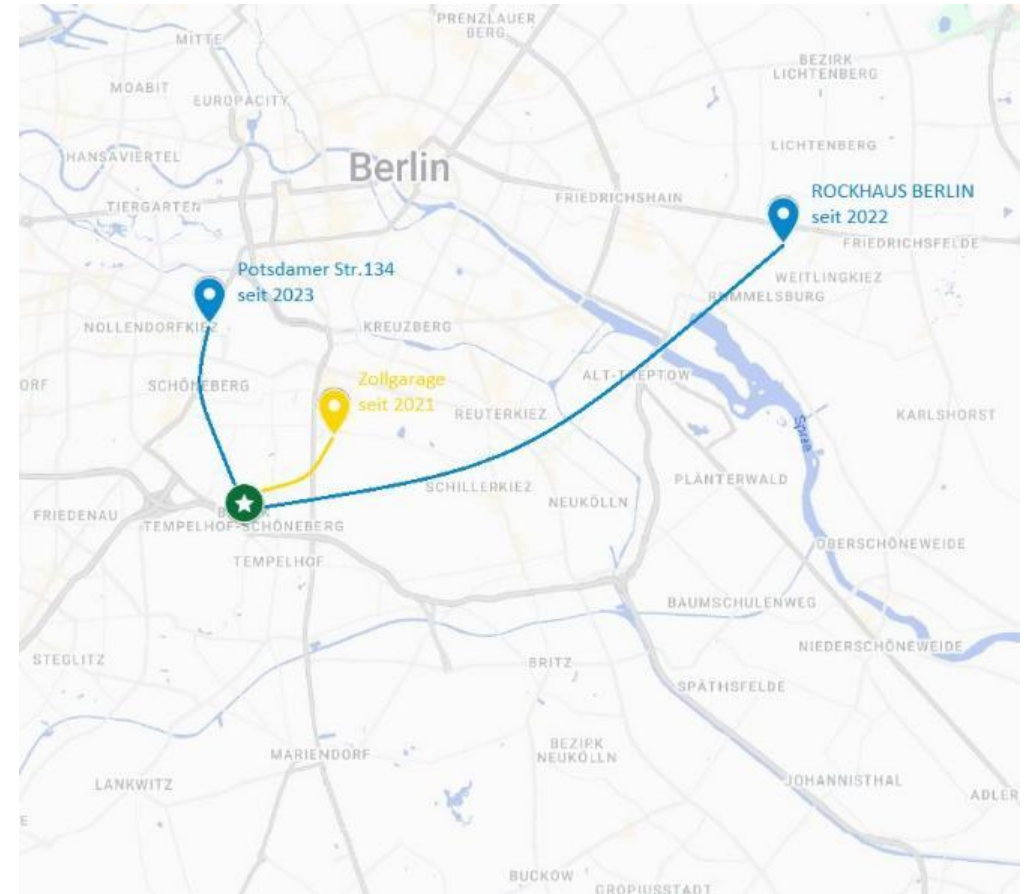 PRENZLAUER
BERG
MITTE
BEZIRK
LICHTENBERG
MOABIT
EUROPACITY
LICHTENBERG
HANSAVIERTEL
Berlin
ROCKHAUS BERLIN
seit 2022
FRIEDRICHSHAIN
TIERGARTEN
FRIEDRICHSFELDE
Potsdamer Str.134
seit 2023
WEITLINGKIEZ
RUMMELSBURG
NOLLENDORFKIEZ
KREUZBERG
Zollgarage
seit 2021
ALT-TREPTOW
SCHÖNEBERG
REUTERKIEZ
KARLSHORST
Spree
PLÄNTERWALD
SCHILLERKIEZ
NEUKÖLLN
FRIEDENAU
TEMPELHOF-SCHÖNEBERG
OBERSCHÖNEWEIDE
TEMPELHOF
BAUMSCHULENWEG
NIEDERSCHÖNEWEIDE
STEGLITZ
BRITZ
SPÄTHSFELDE
BEZIRK
NEUKÖLLN
MARIENDORF
LANKWITZ
JOHANNISTHAL
ADLER
BUCKOW
GROPIUSSTADT